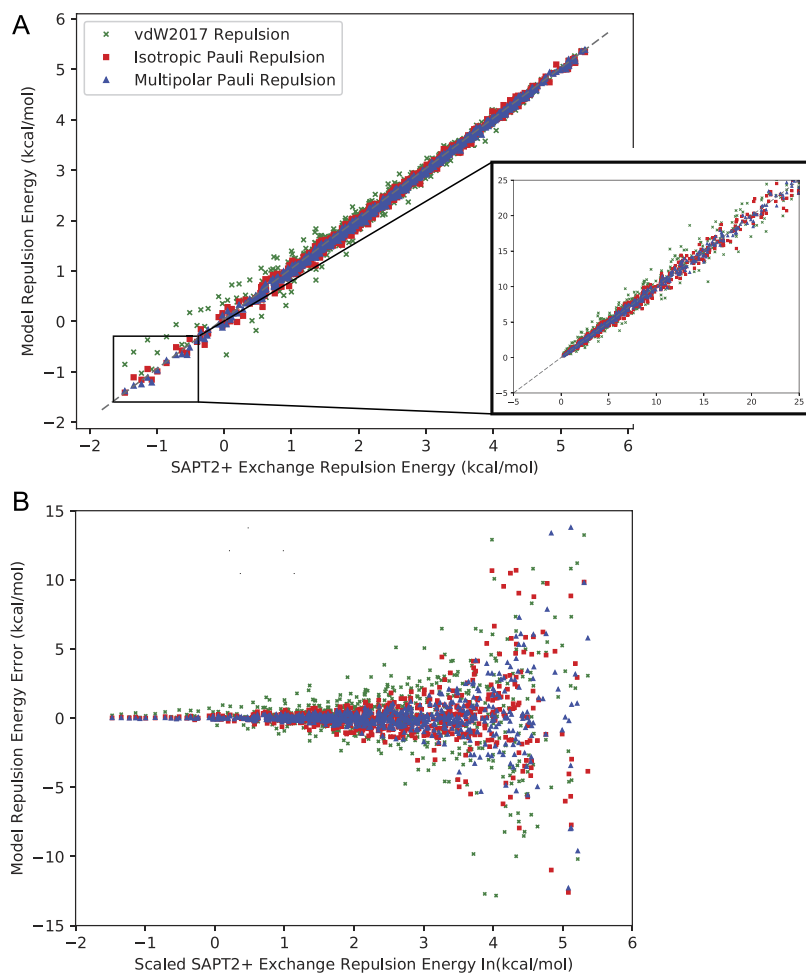 A
vdW2017 Repulsion
Isotropic Pauli Repulsion
Multipolar Pauli Repulsion
Model Repulsion Energy (kcal/mol)
6
5
4
3
2
1
0
−1
−2
−2 −1 0 1 2 3 4 5 6
SAPT2+ Exchange Repulsion Energy (kcal/mol)
25
20
15
10
5
0
−5
−5 0 5 10 15 20 25
B
Model Repulsion Energy Error (kcal/mol)
15
10
5
0
−5
−10
−15
−2 −1 0 1 2 3 4 5 6
Scaled SAPT2+ Exchange Repulsion Energy ln(kcal/mol)